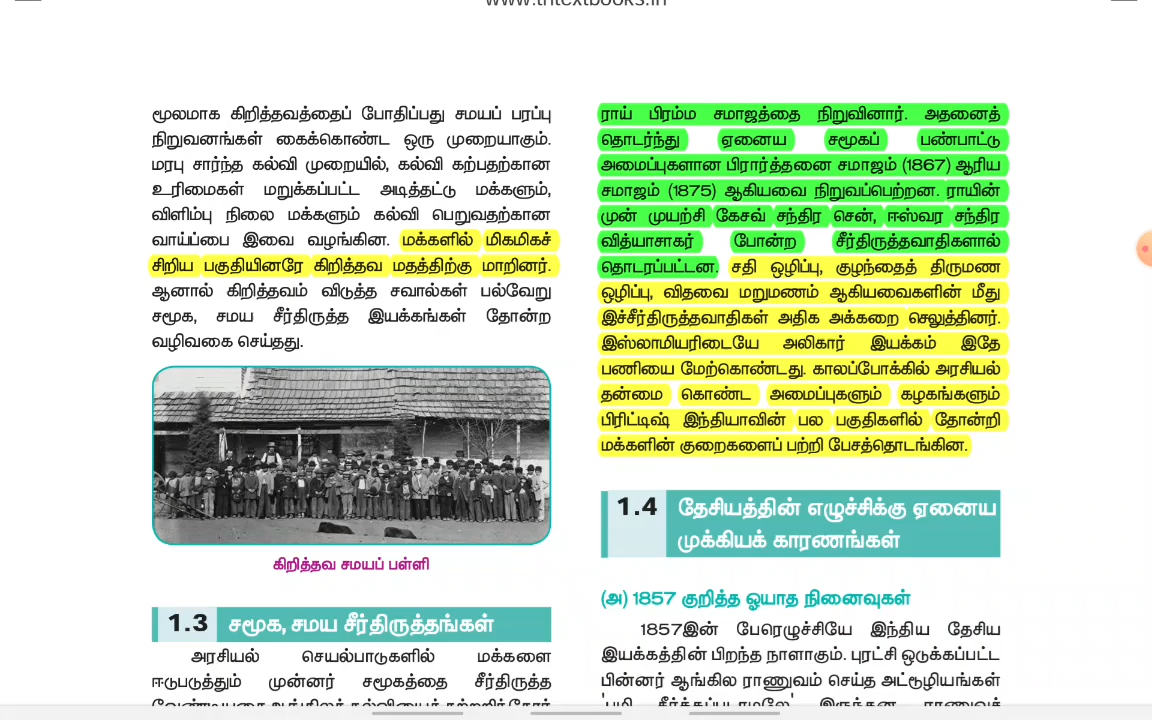 www.tntextbooks.in
மூலமாக கிறித்தவத்தைப் போதிப்பது சமயப் பரப்பு
நிறுவனங்கள் கைக்கொண்ட ஒரு முறையாகும்.
மரபு சார்ந்த கல்வி முறையில், கல்வி கற்பதற்கான
உரிமைகள் மறுக்கப்பட்ட அடித்தட்டு மக்களும்,
விளிம்பு நிலை மக்களும் கல்வி பெறுவதற்கான
வாய்ப்பை இவை வழங்கின. மக்களில் மிகமிகச்
சிறிய பகுதியினரே கிறித்தவ மதத்திற்கு மாறினர்.
ஆனால் கிறித்தவம் விடுத்த சவால்கள் பல்வேறு
சமூக, சமய சீர்திருத்த இயக்கங்கள் தோன்ற
வழிவகை செய்தது.
கிறித்தவ சமயப் பள்ளி
1.3 சமூக, சமய சீர்திருத்தங்கள்
அரசியல் செயல்பாடுகளில் மக்களை
ஈடுபடுத்தும் முன்னர் சமூகத்தை சீர்திருத்த
ராய் பிரம்ம சமாஜத்தை நிறுவினார். அதனைத்
தொடர்ந்து ஏனைய சமூகப் பண்பாட்டு
அமைப்புகளான பிரார்த்தனை சமாஜம் (1867) ஆரிய
சமாஜம் (1875) ஆகியவை நிறுவப்பெற்றன. ராயின்
முன் முயற்சி கேசவ் சந்திர சென், ஈஸ்வர சந்திர
வித்யாசாகர் போன்ற சீர்திருத்தவாதிகளால்
தொடரப்பட்டன. சதி ஒழிப்பு, குழந்தைத் திருமண
ஒழிப்பு, விதவை மறுமணம் ஆகியவைகளின் மீது
இச்சீர்திருத்தவாதிகள் அதிக அக்கறை செலுத்தினர்.
இஸ்லாமியரிடையே அலிகார் இயக்கம் இதே
பணியை மேற்கொண்டது. காலப்போக்கில் அரசியல்
தன்மை கொண்ட அமைப்புகளும் கழகங்களும்
பிரிட்டிஷ் இந்தியாவின் பல பகுதிகளில் தோன்றி
மக்களின் குறைகளைப் பற்றி பேசத்தொடங்கின.
1.4 தேசியத்தின் எழுச்சிக்கு ஏனைய
முக்கியக் காரணங்கள்
(அ) 1857 குறித்த ஓயாத நினைவுகள்
1857இன் பேரெழுச்சியே இந்திய தேசிய
இயக்கத்தின் பிறந்த நாளாகும். புரட்சி ஒடுக்கப்பட்ட
பின்னர் ஆங்கில ராணுவம் செய்த அட்டூழியங்கள்